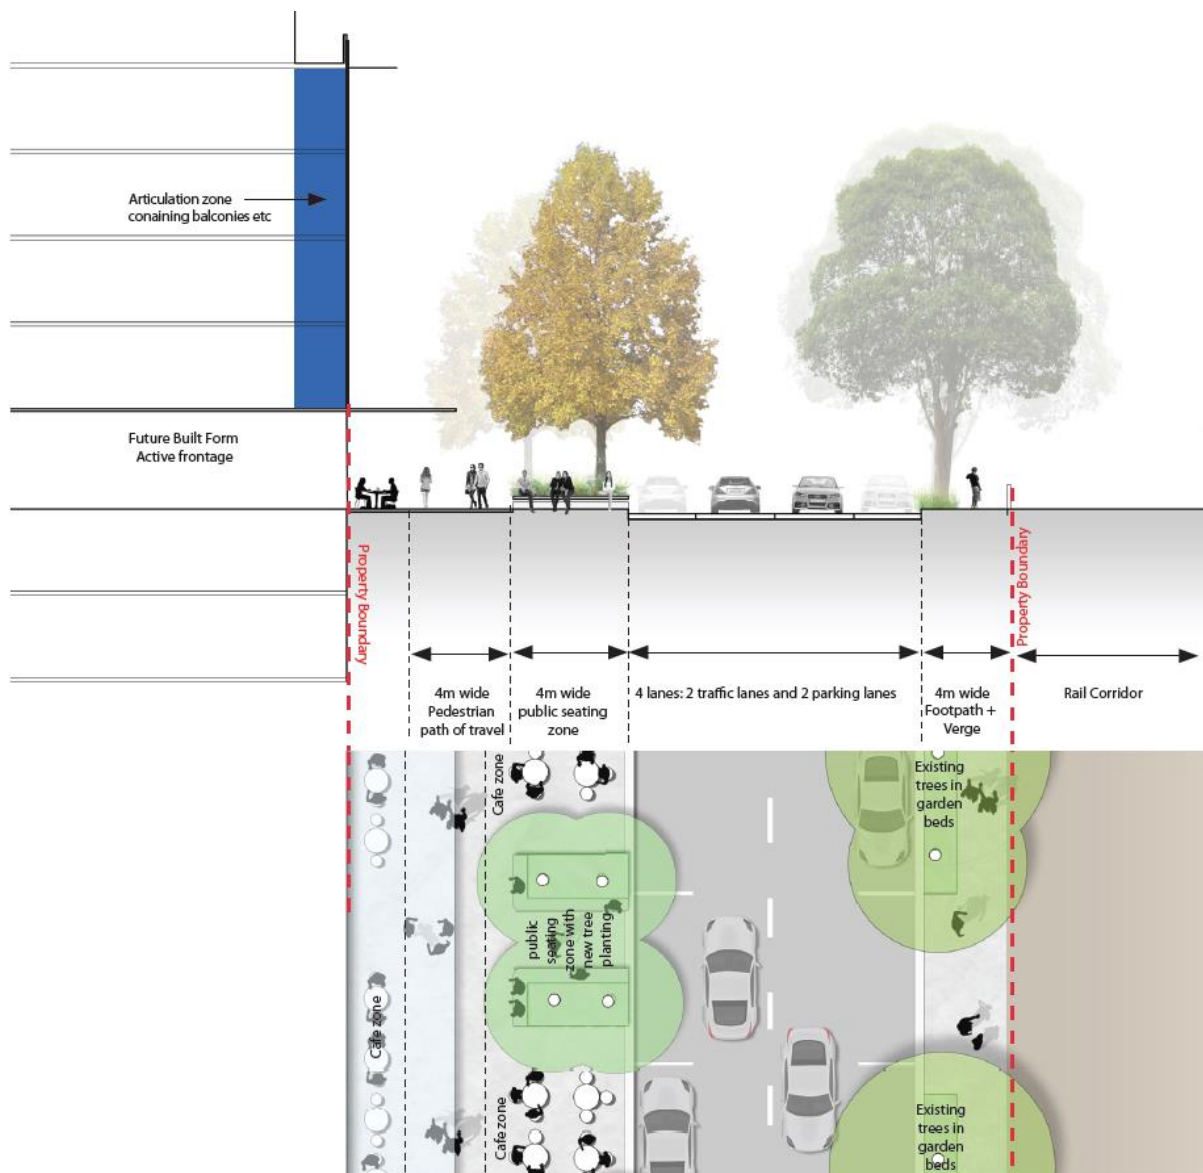 Articulation zone
conaining balconies etc
Future Built Form
Active frontage
Property Boundary
Property Boundary
4m wide
Pedestrian
path of travel
4m wide
public seating
zone
4 lanes: 2 traffic lanes and 2 parking lanes
4m wide
Footpath +
Verge
Rail Corridor
Cafe zone
Existing
trees in
garden
beds
public
seating
zone with
new tree
planting
Cafe zone
Cafe zone
Existing
trees in
garden
beds